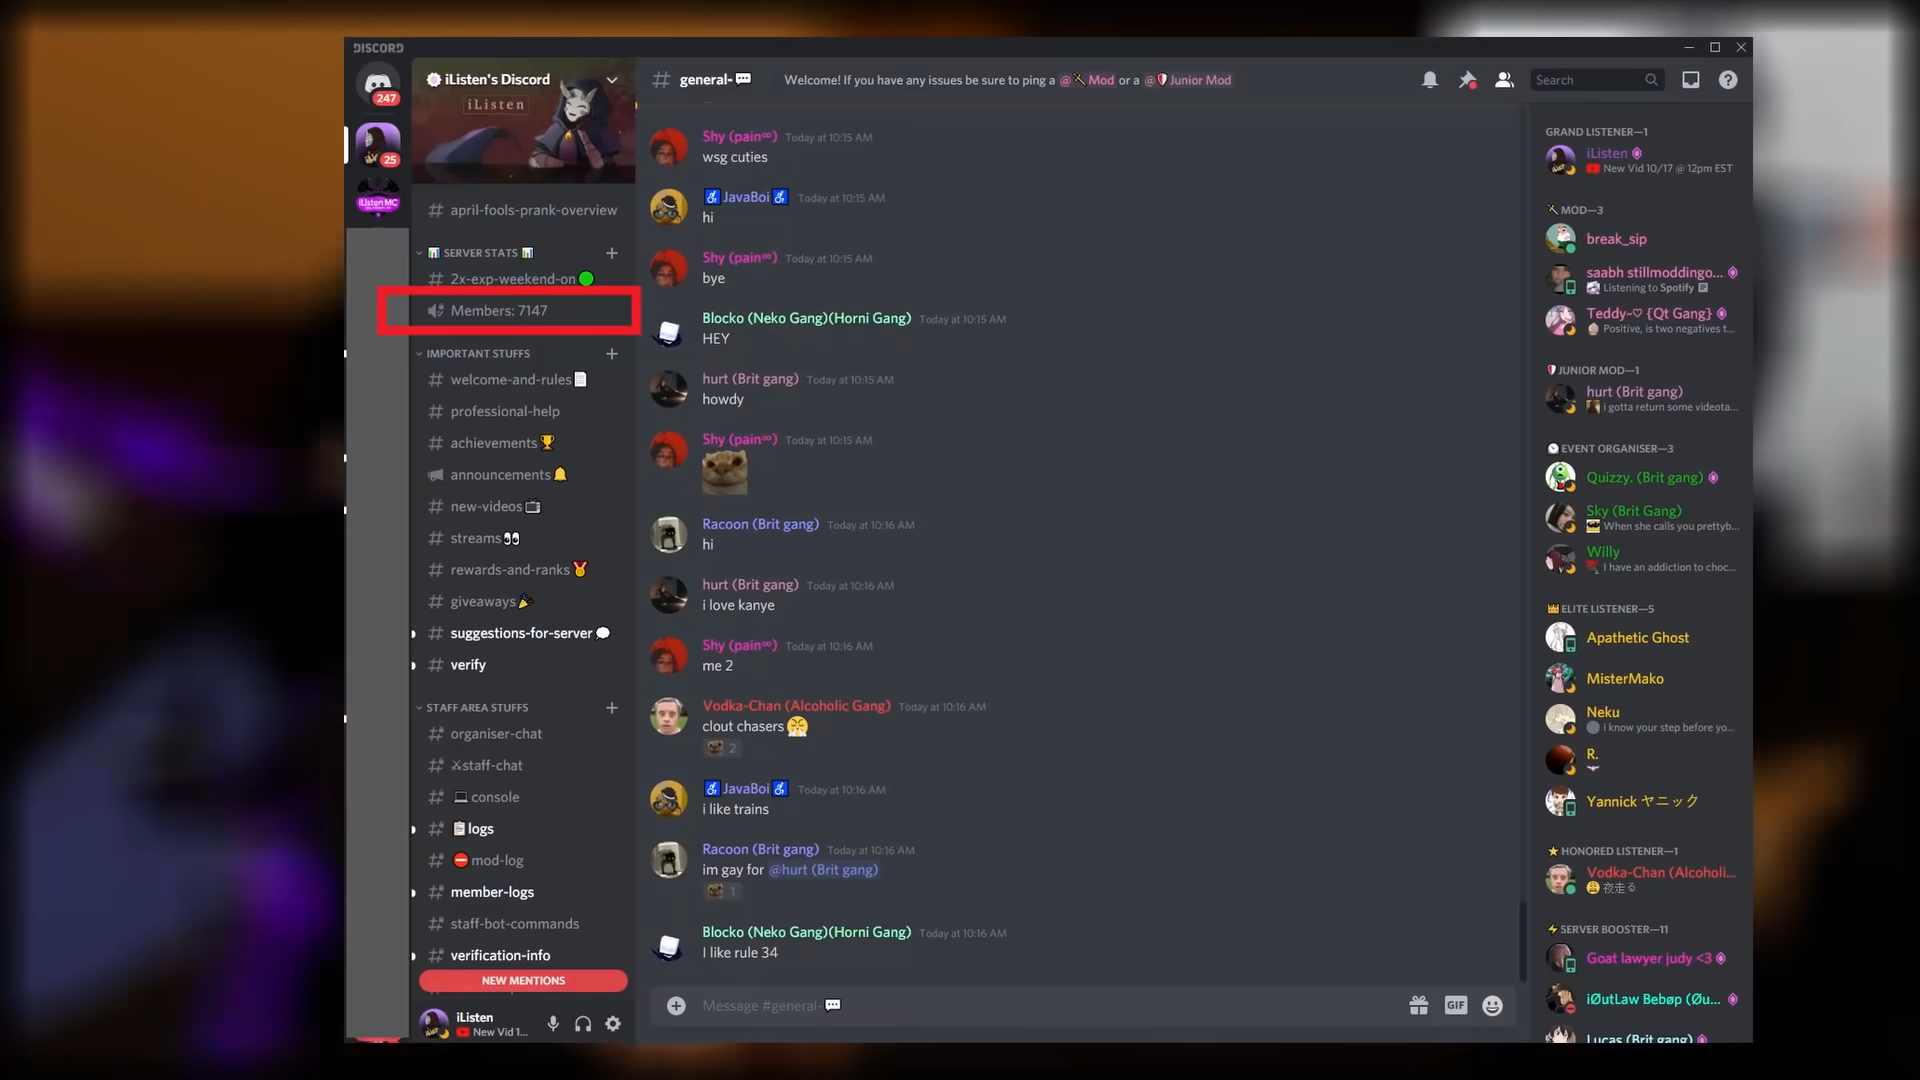 DISCORD
247
25
iListen MC
iListen's Discord
iListen
# april-fools-prank-overview
SERVER STATS
# 2x-exp-weekend-on
Members: 7147
IMPORTANT STUFFS
# welcome-and-rules
# professional-help
# achievements
announcements
# new-videos
# streams
# rewards-and-ranks
# giveaways
# suggestions-for-server
# verify
STAFF AREA STUFFS
# organiser-chat
# ⚔staff-chat
# console
# logs
# mod-log
# member-logs
# staff-bot-commands
# verification-info
NEW MENTIONS
iListen
New Vid 1...
# general-
Welcome! If you have any issues be sure to ping a @Mod or a @Junior Mod
Search
Shy (pain∞) Today at 10:15 AM
wsg cuties
♿ JavaBoi ♿ Today at 10:15 AM
hi
Shy (pain∞) Today at 10:15 AM
bye
Blocko (Neko Gang)(Horni Gang) Today at 10:15 AM
HEY
hurt (Brit gang) Today at 10:15 AM
howdy
Shy (pain∞) Today at 10:15 AM
Racoon (Brit gang) Today at 10:16 AM
hi
hurt (Brit gang) Today at 10:16 AM
i love kanye
Shy (pain∞) Today at 10:16 AM
me 2
Vodka-Chan (Alcoholic Gang) Today at 10:16 AM
clout chasers
2
♿ JavaBoi ♿ Today at 10:16 AM
i like trains
Racoon (Brit gang) Today at 10:16 AM
im gay for @hurt (Brit gang)
1
Blocko (Neko Gang)(Horni Gang) Today at 10:16 AM
I like rule 34
Message #general-
GIF
GRAND LISTENER—1
iListen
New Vid 10/17 @ 12pm EST
MOD—3
break_sip
saabh stillmoddingo...
Listening to Spotify
Teddy~♡ {Qt Gang}
Positive, is two negatives t...
JUNIOR MOD—1
hurt (Brit gang)
i gotta return some videota...
EVENT ORGANISER—3
Quizzy. (Brit gang)
Sky (Brit Gang)
When she calls you prettyb...
Willy
I have an addiction to choc...
ELITE LISTENER—5
Apathetic Ghost
MisterMako
Neku
i know your step before yo...
R.
Yannick ヤニック
HONORED LISTENER—1
Vodka-Chan (Alcoholi...
夜走る
SERVER BOOSTER—11
Goat lawyer judy <3
iØutLaw Bebøp (Øu...
Lucas (Brit gang)